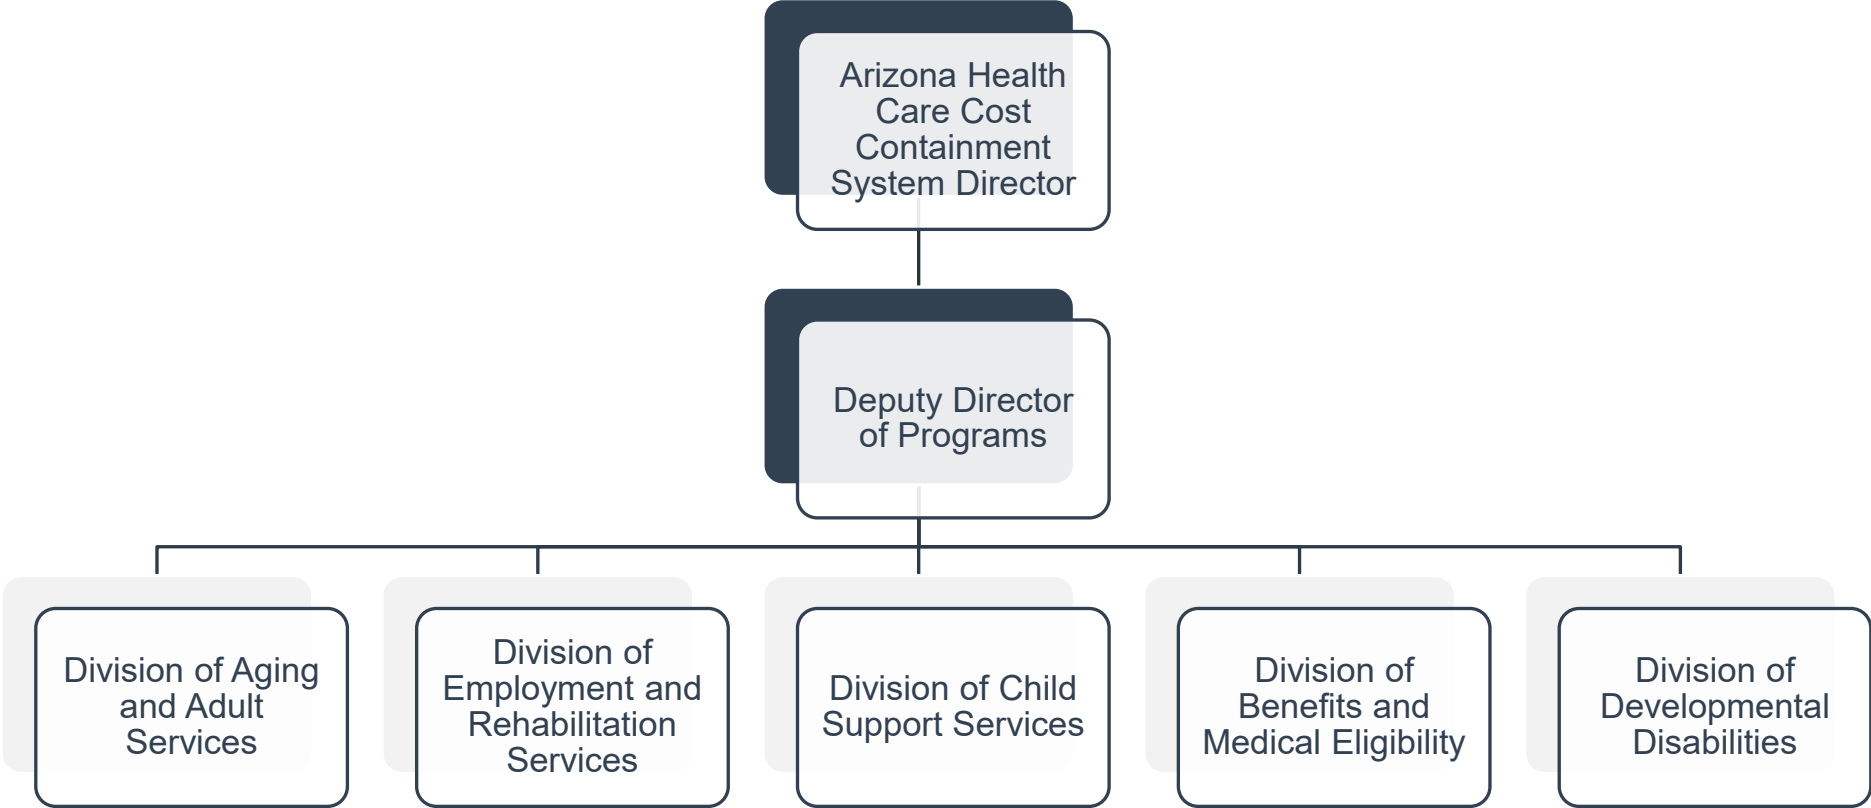 Arizona Health
Care Cost
Containment
System Director
Deputy Director
of Programs
Division of Aging
and Adult
Services
Division of
Employment and
Rehabilitation
Services
Division of Child
Support Services
Division of
Benefits and
Medical Eligibility
Division of
Developmental
Disabilities